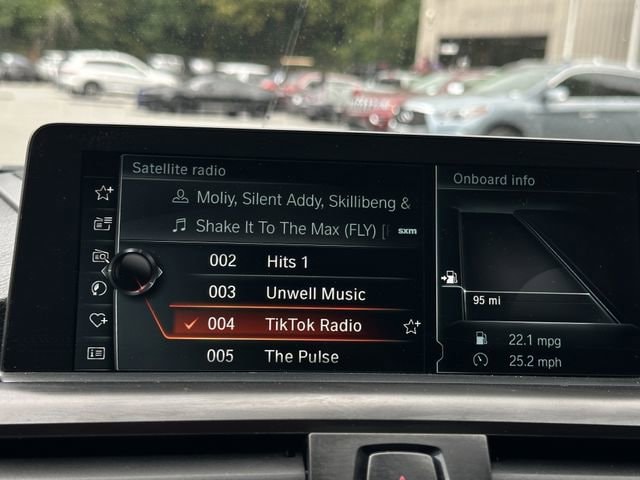 Satellite radio
Moliy, Silent Addy, Skillibeng &
Shake It To The Max (FLY) [
sxm
002 Hits 1
003 Unwell Music
004 TikTok Radio
005 The Pulse
Onboard info
95 mi
22.1 mpg
25.2 mph